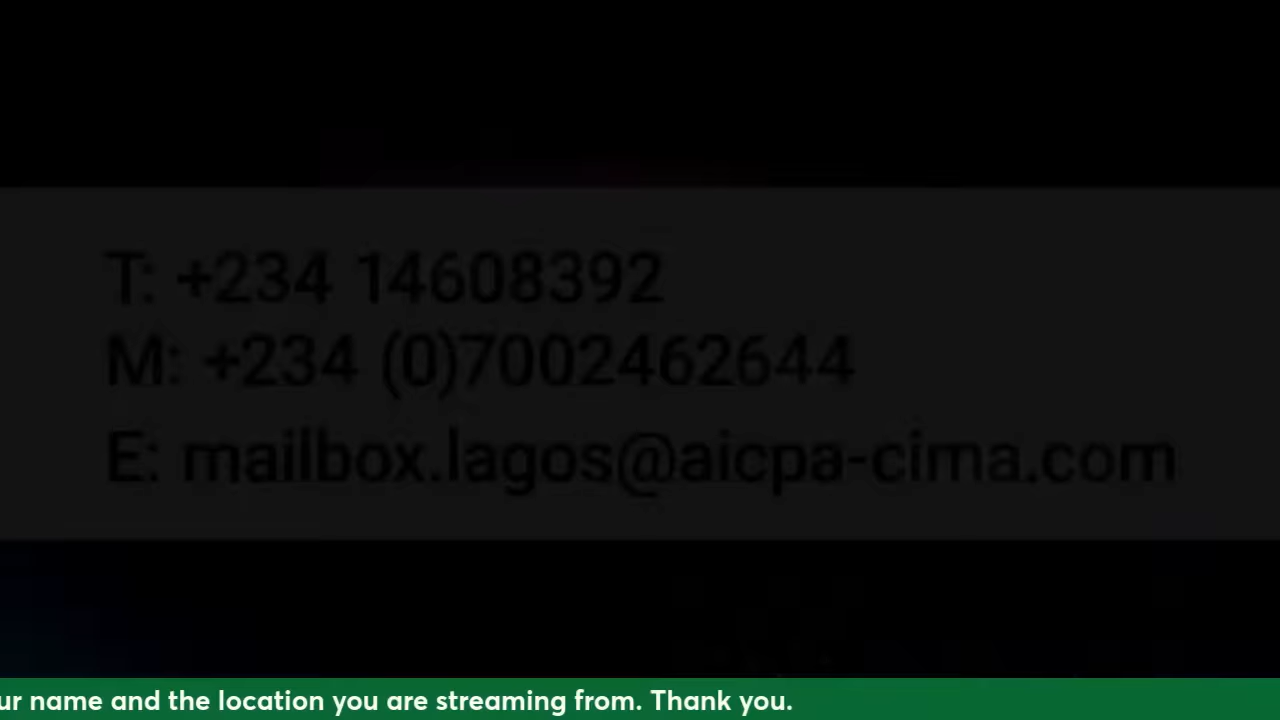 T: +234 14608392
M: +234 (0)7002462644
E: mailbox.lagos@aicpa-cima.com
ur name and the location you are streaming from. Thank you.